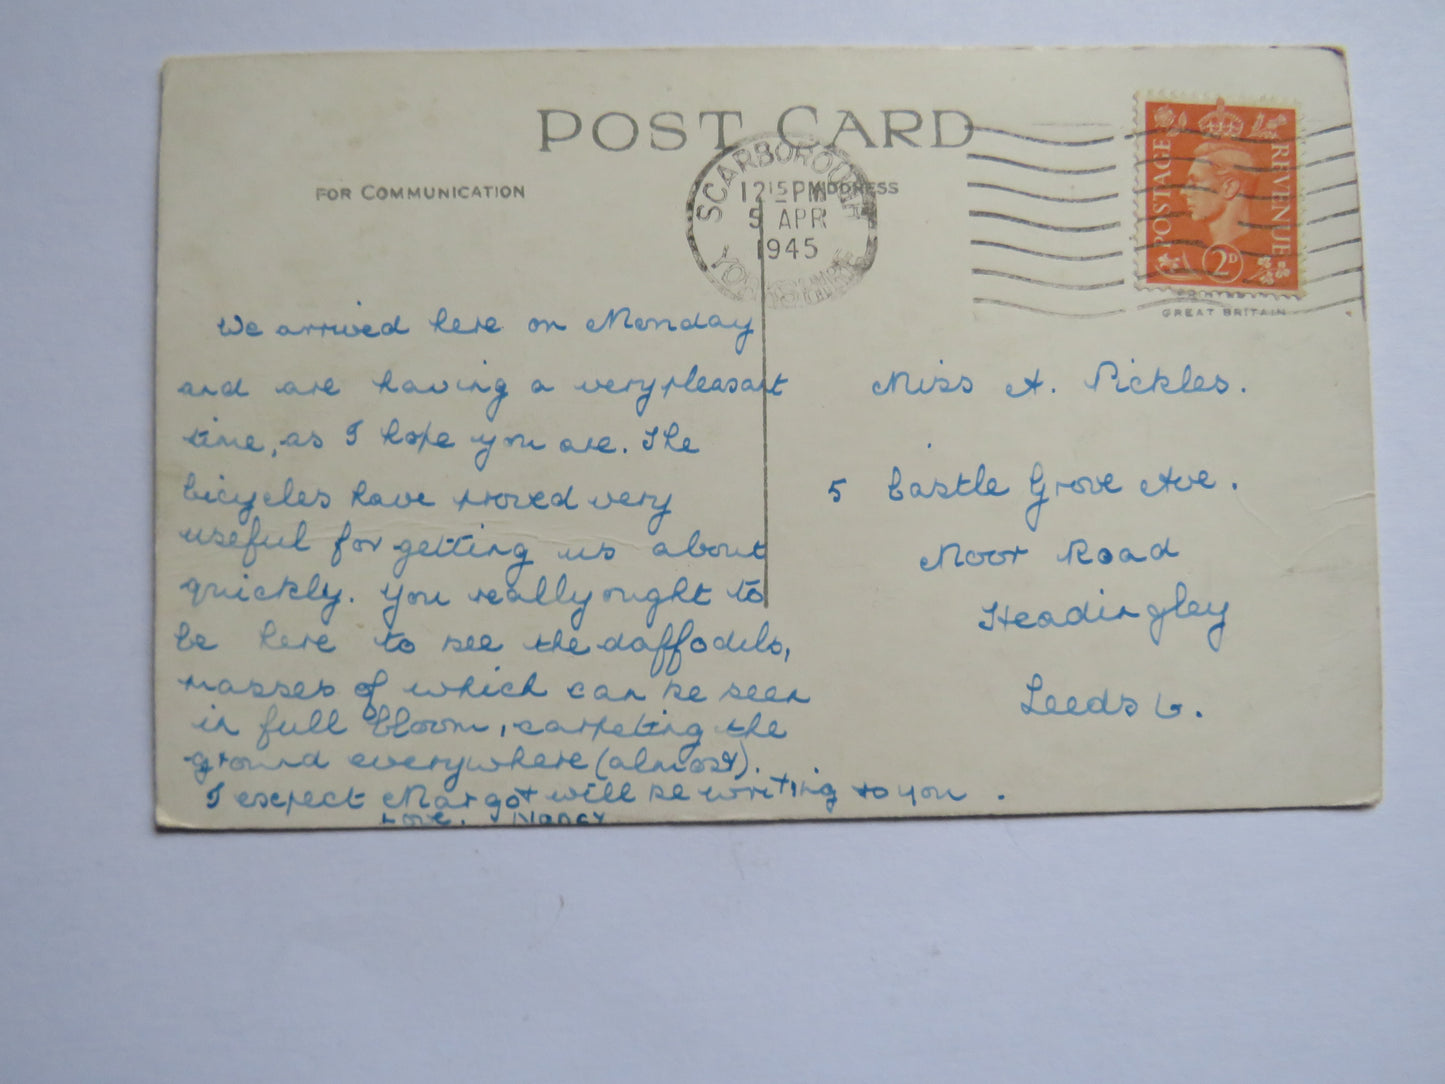 POST CARD
FOR COMMUNICATION
ADDRESS
SCARBOROUGH
12 15 PM
5 APR
1945
YORKSHIRE
POSTAGE
REVENUE
2D
GREAT BRITAIN
We arrived here on Monday
and are having a very pleasant
time, as I hope you are. The
bicycles have proved very
useful for getting us about
quickly. You really ought to
be here to see the daffodils,
masses of which can be seen
in full bloom, carpeting the
ground everywhere (almost).
I expect Margot will be writing to you.
Love, Nancy
Miss A. Pickles.
5 Castle Grove Ave.
Moor Road
Headingley
Leeds 6.